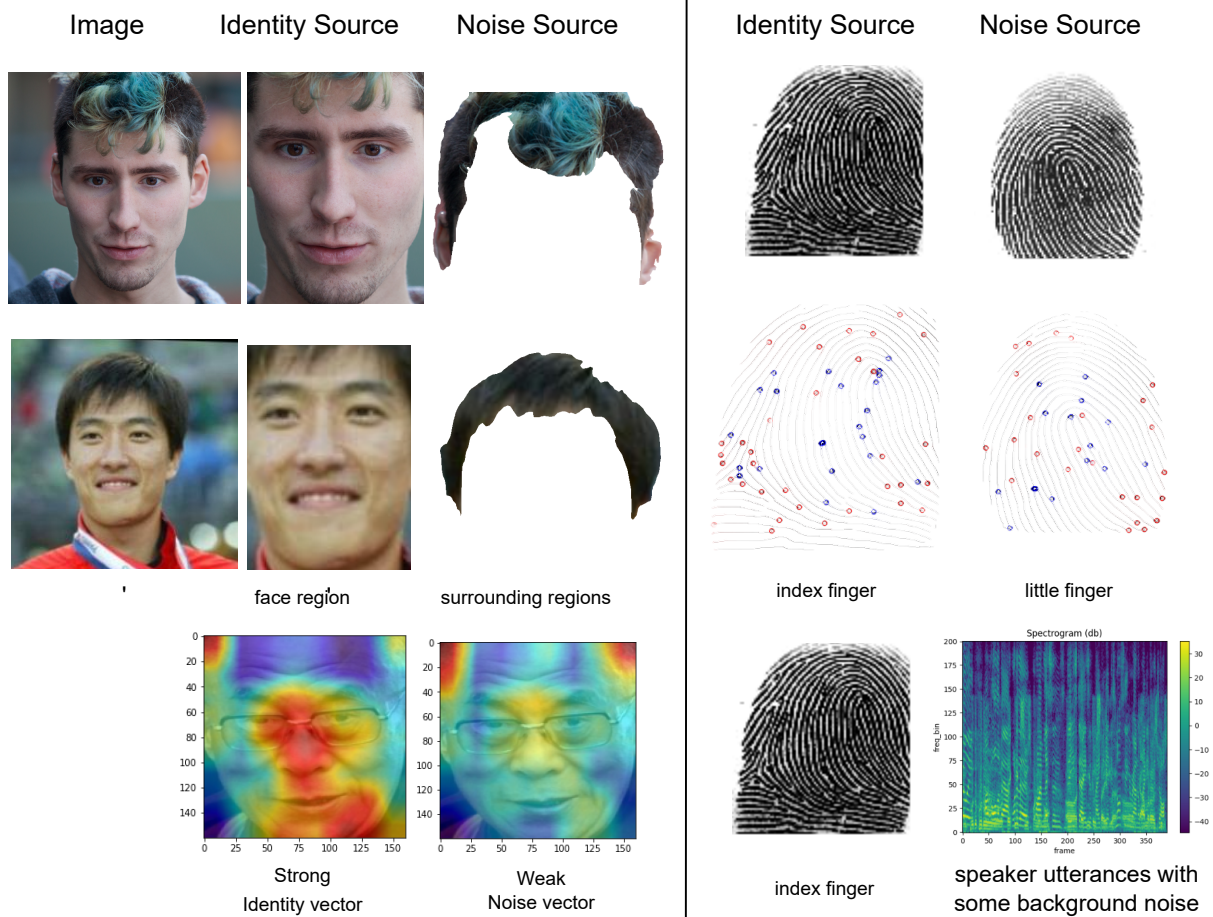 Image
Identity Source
Noise Source
Identity Source
Noise Source
face region
surrounding regions
index finger
little finger
0
20
40
60
80
100
120
140
0
25
50
75
100
125
150
0
20
40
60
80
100
120
140
0
25
50
75
100
125
150
Strong
Identity vector
Weak
Noise vector
index finger
Spectrogram (db)
200
175
150
125
100
75
50
25
0
freq_bin
0
50
100
150
200
250
300
350
frame
30
20
10
0
−10
−20
−30
−40
speaker utterances with
some background noise